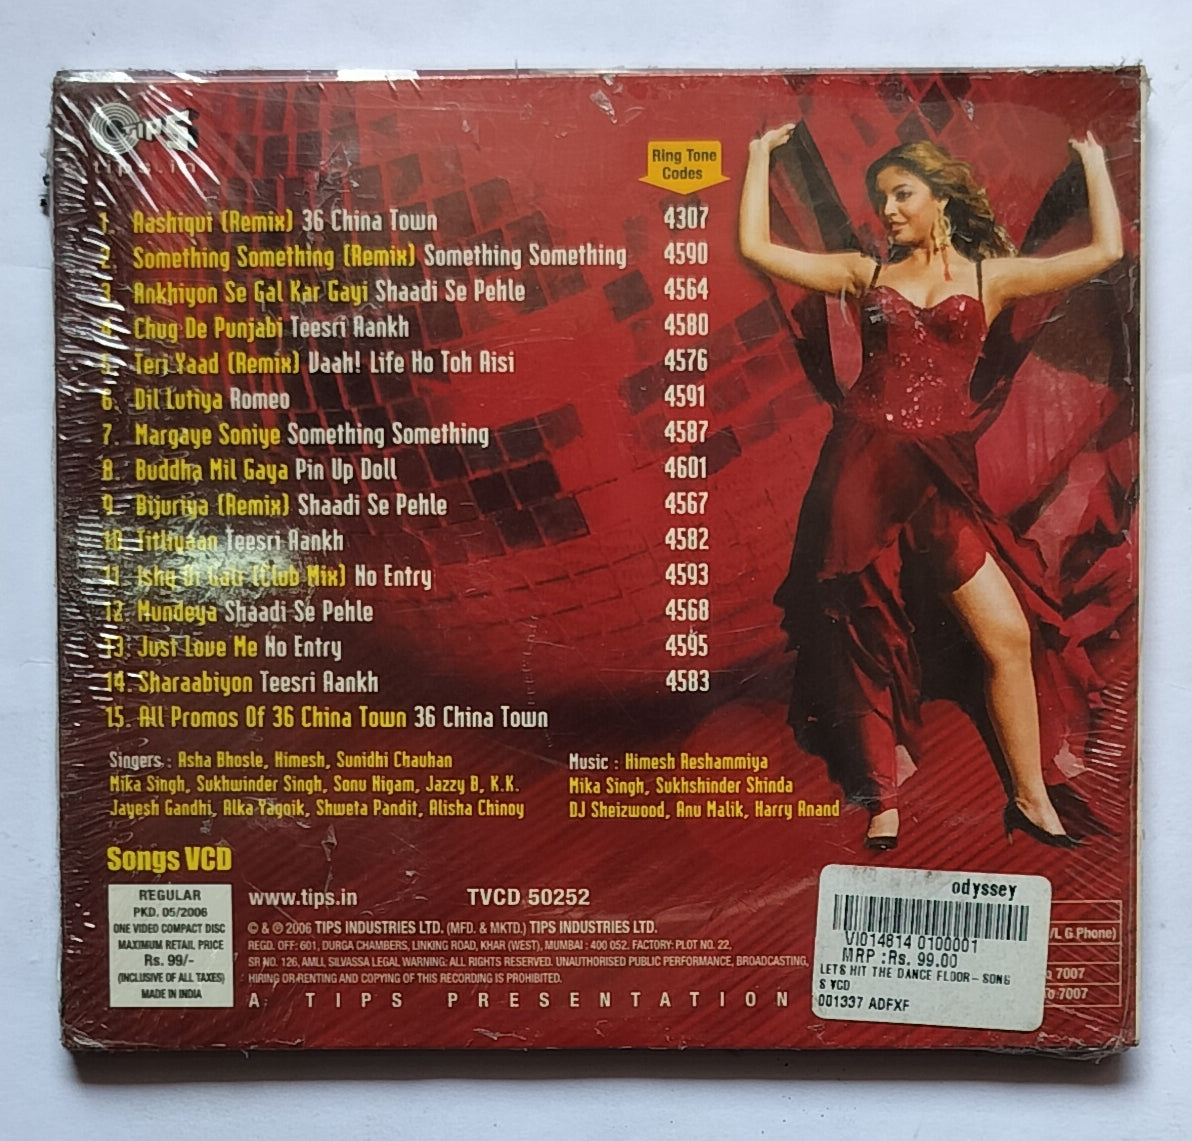 TIPS
tips.in
Ring Tone
Codes
1. Aashiqui (Remix) 36 China Town 4307
2. Something Something (Remix) Something Something 4590
3. Ankhiyon Se Gal Kar Gayi Shaadi Se Pehle 4564
4. Chug De Punjabi Teesri Aankh 4580
5. Teri Yaad (Remix) Vaah! Life Ho Toh Aisi 4576
6. Dil Lutiya Romeo 4591
7. Margaye Soniye Something Something 4587
8. Buddha Mil Gaya Pin Up Doll 4601
9. Bijuriya (Remix) Shaadi Se Pehle 4567
10. Titliyaan Teesri Aankh 4582
11. Ishq Di Gali (Club Mix) No Entry 4593
12. Mundeya Shaadi Se Pehle 4568
13. Just Love Me No Entry 4595
14. Sharaabiyon Teesri Aankh 4583
15. All Promos Of 36 China Town 36 China Town
Singers : Asha Bhosle, Himesh, Sunidhi Chauhan
Mika Singh, Sukhwinder Singh, Sonu Nigam, Jazzy B, K.K.
Jayesh Gandhi, Alka Yagnik, Shweta Pandit, Alisha Chinoy
Music : Himesh Reshammiya
Mika Singh, Sukhshinder Shinda
DJ Sheizwood, Anu Malik, Harry Anand
Songs VCD
REGULAR
PKD. 05/2006
ONE VIDEO COMPACT DISC
MAXIMUM RETAIL PRICE
Rs. 99/-
(INCLUSIVE OF ALL TAXES)
MADE IN INDIA
www.tips.in TVCD 50252
© & ℗ 2006 TIPS INDUSTRIES LTD. (MFD. & MKTD.) TIPS INDUSTRIES LTD.
REGD. OFF: 601, DURGA CHAMBERS, LINKING ROAD, KHAR (WEST), MUMBAI : 400 052. FACTORY: PLOT NO. 22,
SR NO. 126, AMLI, SILVASSA LEGAL WARNING: ALL RIGHTS RESERVED. UNAUTHORISED PUBLIC PERFORMANCE, BROADCASTING,
HIRING OR RENTING AND COPYING OF THIS RECORDING IS PROHIBITED.
A TIPS PRESENTATION
odyssey
VI014814 0100001
MRP :Rs. 99.00
LETS HIT THE DANCE FLOOR- SONG
S VCD
001337 ADFXF
/L G Phone)
7007
7007